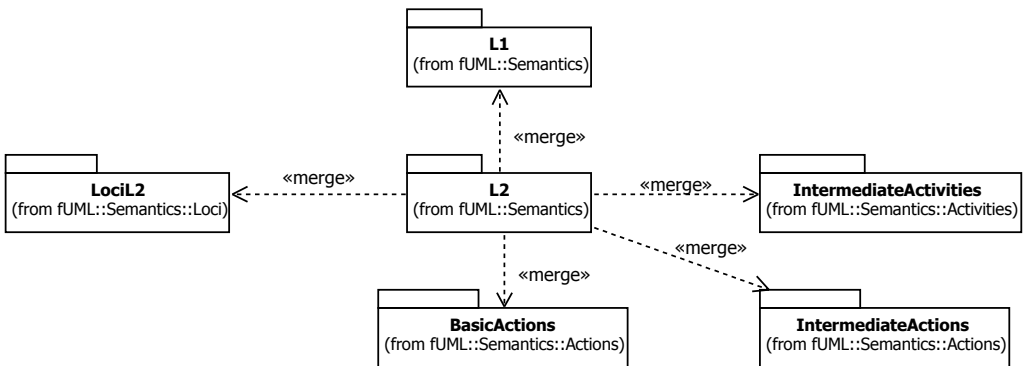 L1
(from fUML::Semantics)
«merge»
LociL2
(from fUML::Semantics::Loci)
«merge»
L2
(from fUML::Semantics)
«merge»
IntermediateActivities
(from fUML::Semantics::Activities)
«merge»
«merge»
BasicActions
(from fUML::Semantics::Actions)
IntermediateActions
(from fUML::Semantics::Actions)